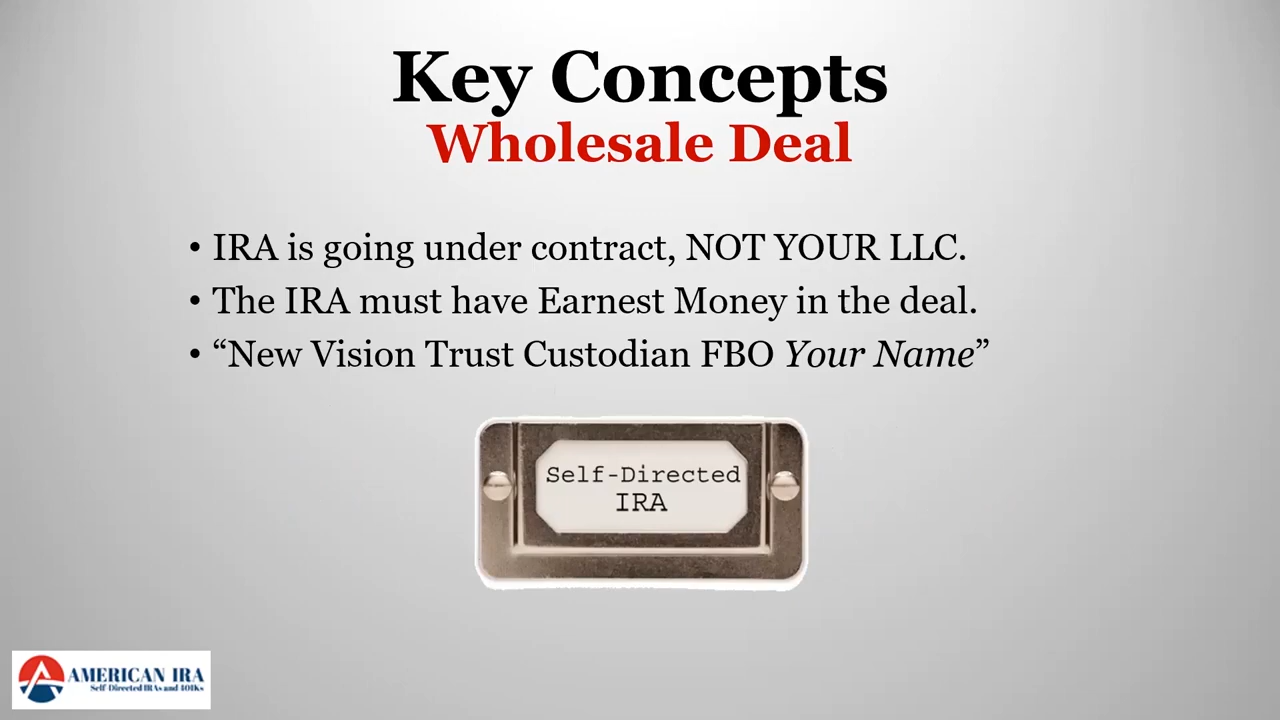 Key Concepts
Wholesale Deal
• IRA is going under contract, NOT YOUR LLC.
• The IRA must have Earnest Money in the deal.
• “New Vision Trust Custodian FBO Your Name”
Self-Directed
IRA
AMERICAN IRA
Self-Directed IRAs and 401Ks